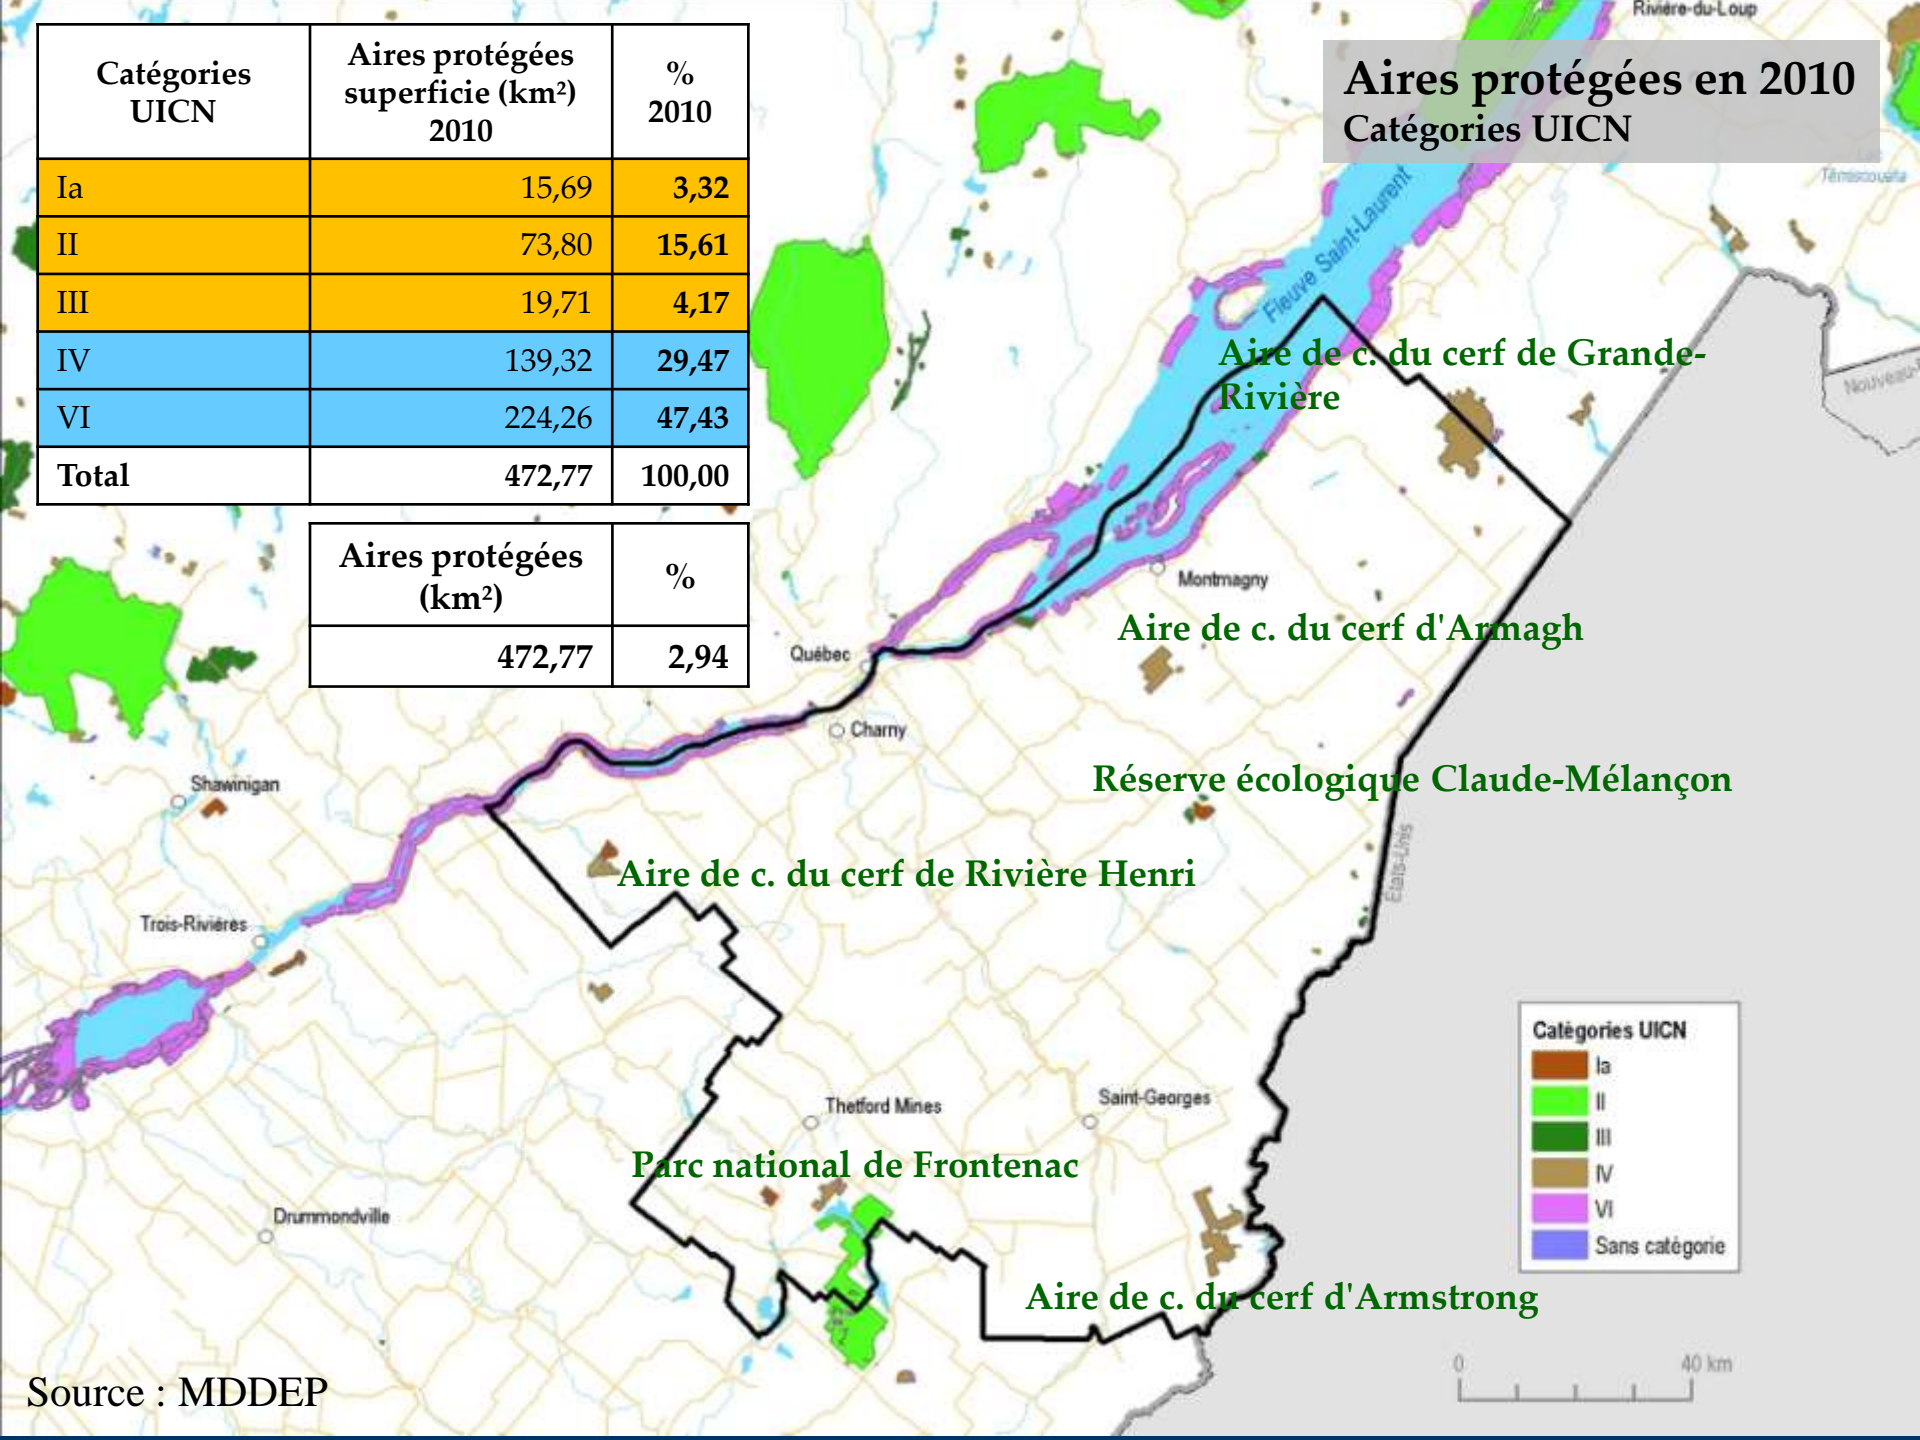 Catégories
UICN
Aires protégées
superficie (km²)
2010
%
2010
Ia 15,69 3,32
II 73,80 15,61
III 19,71 4,17
IV 139,32 29,47
VI 224,26 47,43
Total 472,77 100,00
Aires protégées
(km²)
%
472,77 2,94
Aires protégées en 2010
Catégories UICN
Rivière-du-Loup
Témiscouata
Fleuve Saint-Laurent
Aire de c. du cerf de Grande-
Rivière
Montmagny
Aire de c. du cerf d'Armagh
Québec
Charny
Réserve écologique Claude-Mélançon
Shawinigan
Aire de c. du cerf de Rivière Henri
États-Unis
Trois-Rivières
Thetford Mines
Saint-Georges
Parc national de Frontenac
Drummondville
Aire de c. du cerf d'Armstrong
Catégories UICN
Ia
II
III
IV
VI
Sans catégorie
0 40 km
Source : MDDEP